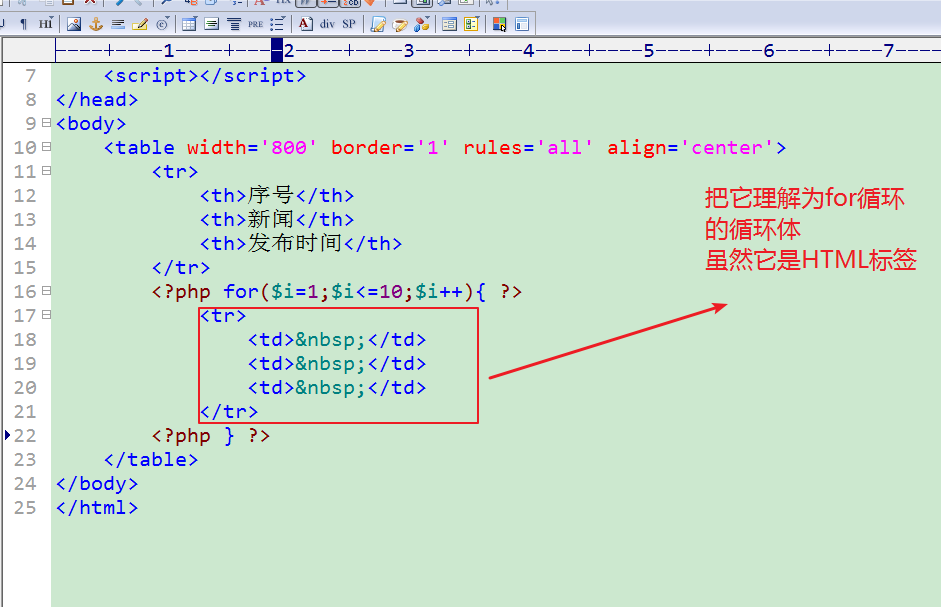 HI
PRE
A div SP
1 2 3 4 5 6 7
7 <script></script>
8 </head>
9 <body>
10 <table width='800' border='1' rules='all' align='center'>
11 <tr>
12 <th>序号</th>
13 <th>新闻</th>
14 <th>发布时间</th>
15 </tr>
16 <?php for($i=1;$i<=10;$i++){ ?>
17 <tr>
18 <td>&nbsp;</td>
19 <td>&nbsp;</td>
20 <td>&nbsp;</td>
21 </tr>
22 <?php } ?>
23 </table>
24 </body>
25 </html>
把它理解为for循环
的循环体
虽然它是HTML标签